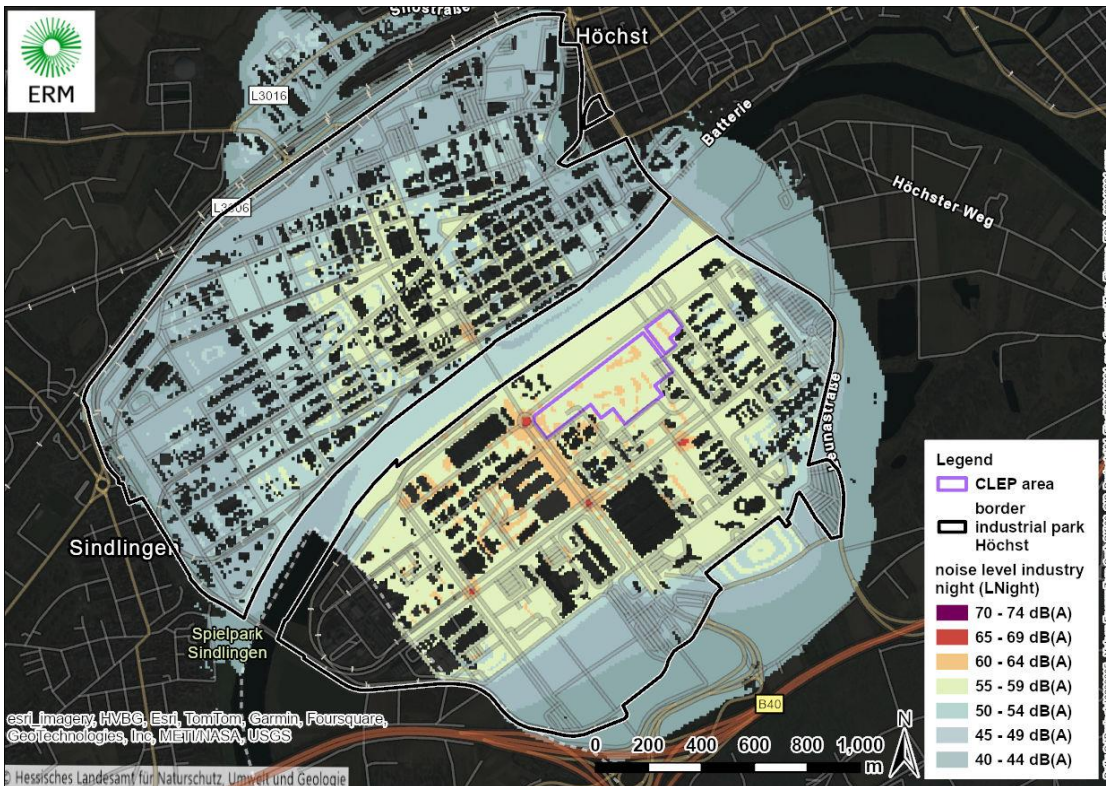 ERM
Höchst
L3016
Batterie
L3006
Höchster Weg
Sindlingen
Spielpark
Sindlingen
B40
esri_imagery, HVBG, Esri, TomTom, Garmin, Foursquare,
GeoTechnologies, Inc, METI/NASA, USGS
© Hessisches Landesamt für Naturschutz, Umwelt und Geologie
0 200 400 600 800 1,000
m
N
Legend
CLEP area
border
industrial park
Höchst
noise level industry
night (LNight)
70 - 74 dB(A)
65 - 69 dB(A)
60 - 64 dB(A)
55 - 59 dB(A)
50 - 54 dB(A)
45 - 49 dB(A)
40 - 44 dB(A)